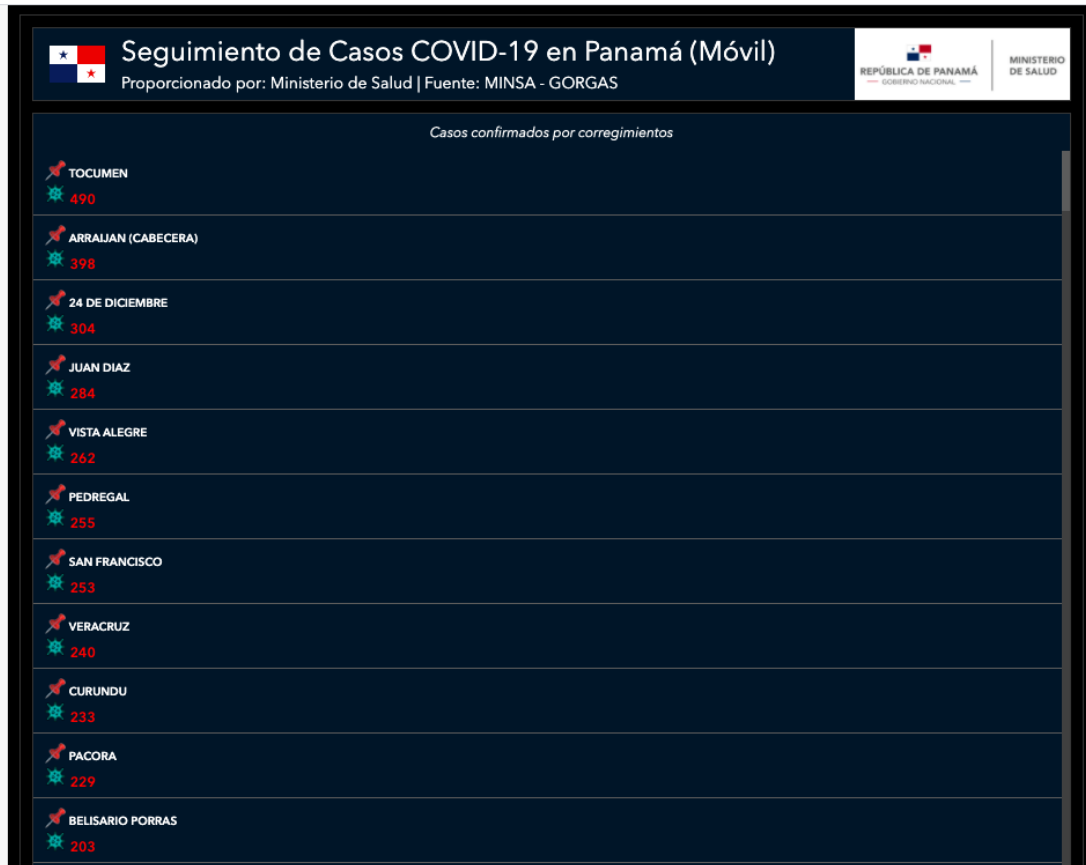 Seguimiento de Casos COVID-19 en Panamá (Móvil)
Proporcionado por: Ministerio de Salud | Fuente: MINSA - GORGAS
REPÚBLICA DE PANAMÁ
GOBIERNO NACIONAL
MINISTERIO
DE SALUD
Casos confirmados por corregimientos
TOCUMEN
490
ARRAIJAN (CABECERA)
398
24 DE DICIEMBRE
304
JUAN DIAZ
284
VISTA ALEGRE
262
PEDREGAL
255
SAN FRANCISCO
253
VERACRUZ
240
CURUNDU
233
PACORA
229
BELISARIO PORRAS
203